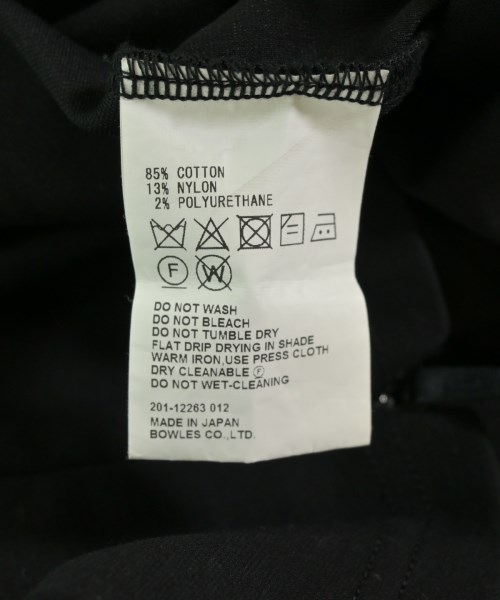 85% COTTON
13% NYLON
2% POLYURETHANE
F W
DO NOT WASH
DO NOT BLEACH
DO NOT TUMBLE DRY
FLAT DRIP DRYING IN SHADE
WARM IRON,USE PRESS CLOTH
DRY CLEANABLE Ⓕ
DO NOT WET-CLEANING
201-12263 012
MADE IN JAPAN
BOWLES CO.,LTD.